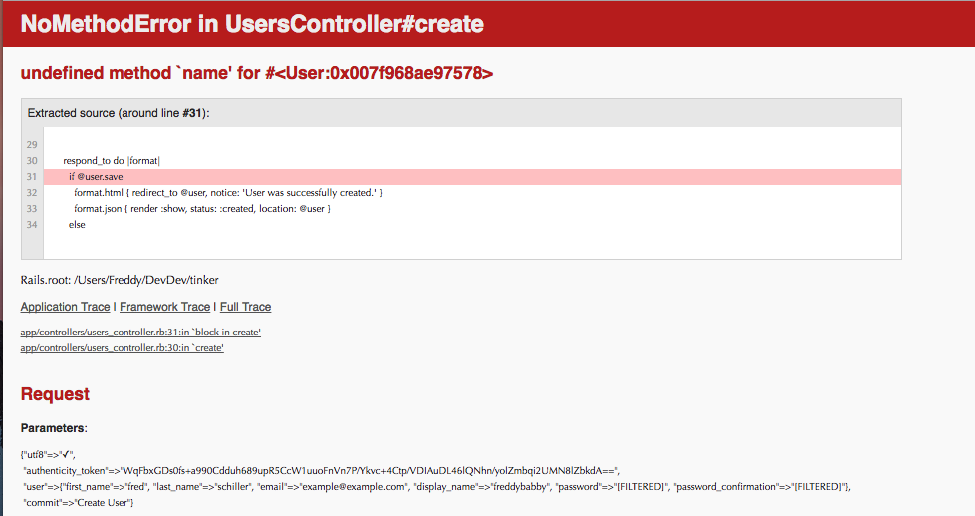 NoMethodError in UsersController#create
undefined method `name' for #<User:0x007f968ae97578>
Extracted source (around line #31):
29
30 respond_to do |format|
31 if @user.save
32 format.html { redirect_to @user, notice: 'User was successfully created.' }
33 format.json { render :show, status: :created, location: @user }
34 else
Rails.root: /Users/Freddy/DevDev/tinker
Application Trace | Framework Trace | Full Trace
app/controllers/users_controller.rb:31:in `block in create'
app/controllers/users_controller.rb:30:in `create'
Request
Parameters:
{"utf8"=>"✓",
"authenticity_token"=>"WqFbxGDs0fs+a990Cdduh689upR5CcW1uuoFnVn7P/Ykvc+4Ctp/VDIAuDL46lQNhn/yolZmbqi2UMN8lZbkdA==",
"user"=>{"first_name"=>"fred", "last_name"=>"schiller", "email"=>"example@example.com", "display_name"=>"freddybabby", "password"=>"[FILTERED]", "password_confirmation"=>"[FILTERED]"},
"commit"=>"Create User"}